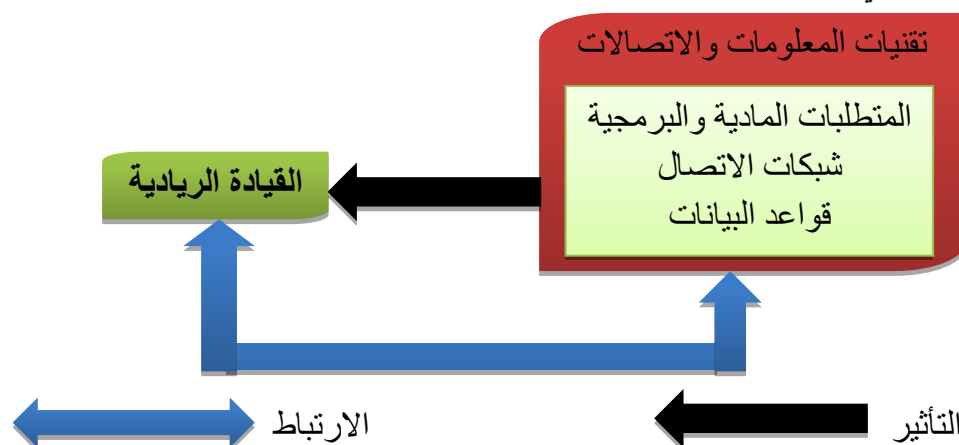 تقنيات المعلومات والاتصالات
المتطلبات المادية والبرمجية
شبكات الاتصال
قواعد البيانات
القيادة الريادية
التأثير
الارتباط